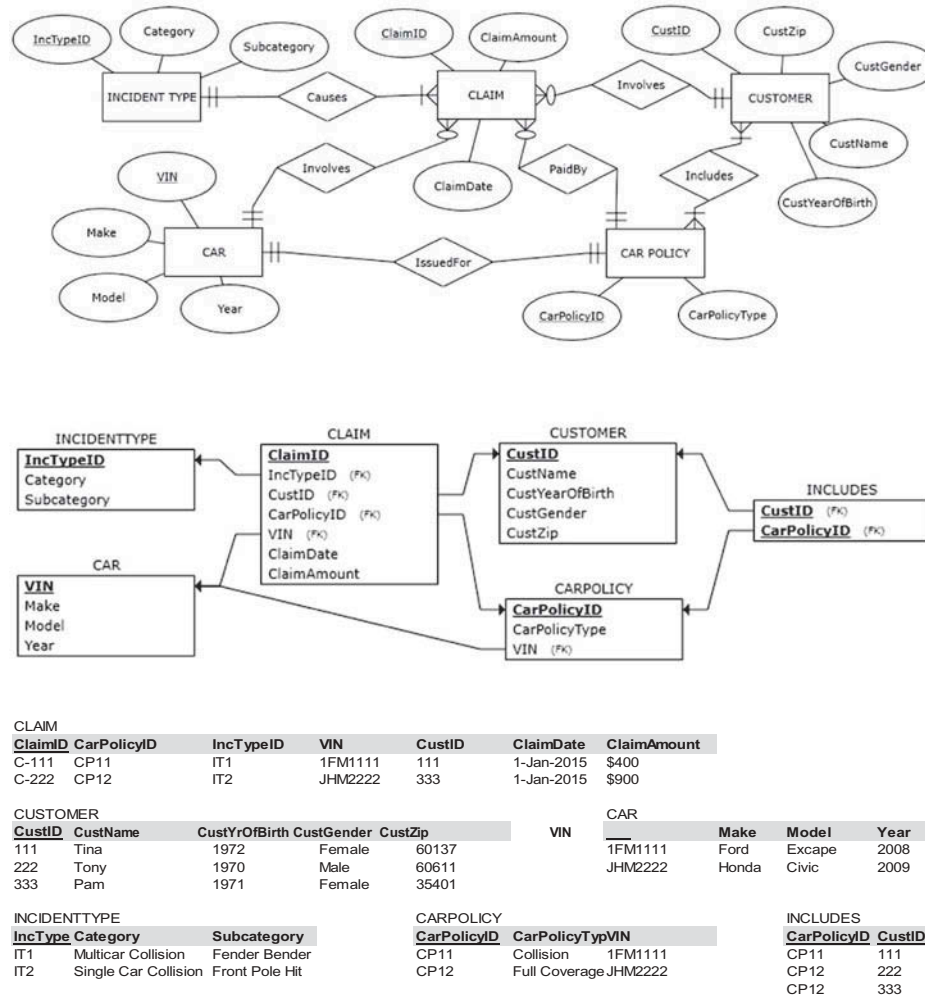 IncTypeID
Category
Subcategory
ClaimID
ClaimAmount
CustID
CustZip
CustGender
INCIDENT TYPE
Causes
CLAIM
Involves
CUSTOMER
CustName
VIN
Involves
ClaimDate
PaidBy
Includes
CustYearOfBirth
Make
CAR
IssuedFor
CAR POLICY
Model
Year
CarPolicyID
CarPolicyType
INCIDENTTYPE
IncTypeID
Category
Subcategory
CLAIM
ClaimID
IncTypeID (FK)
CustID (FK)
CarPolicyID (FK)
VIN (FK)
ClaimDate
ClaimAmount
CUSTOMER
CustID
CustName
CustYearOfBirth
CustGender
CustZip
INCLUDES
CustID (FK)
CarPolicyID (FK)
CAR
VIN
Make
Model
Year
CARPOLICY
CarPolicyID
CarPolicyType
VIN (FK)
CLAIM
ClaimID CarPolicyID IncTypeID VIN CustID ClaimDate ClaimAmount
C-111 CP11 IT1 1FM1111 111 1-Jan-2015 $400
C-222 CP12 IT2 JHM2222 333 1-Jan-2015 $900
CUSTOMER
CustID CustName CustYrOfBirth CustGender CustZip
111 Tina 1972 Female 60137
222 Tony 1970 Male 60611
333 Pam 1971 Female 35401
CAR
VIN Make Model Year
1FM1111 Ford Excape 2008
JHM2222 Honda Civic 2009
INCIDENTTYPE
IncType Category Subcategory
IT1 Multicar Collision Fender Bender
IT2 Single Car Collision Front Pole Hit
CARPOLICY
CarPolicyID CarPolicyTypVIN
CP11 Collision 1FM1111
CP12 Full Coverage JHM2222
INCLUDES
CarPolicyID CustID
CP11 111
CP12 222
CP12 333